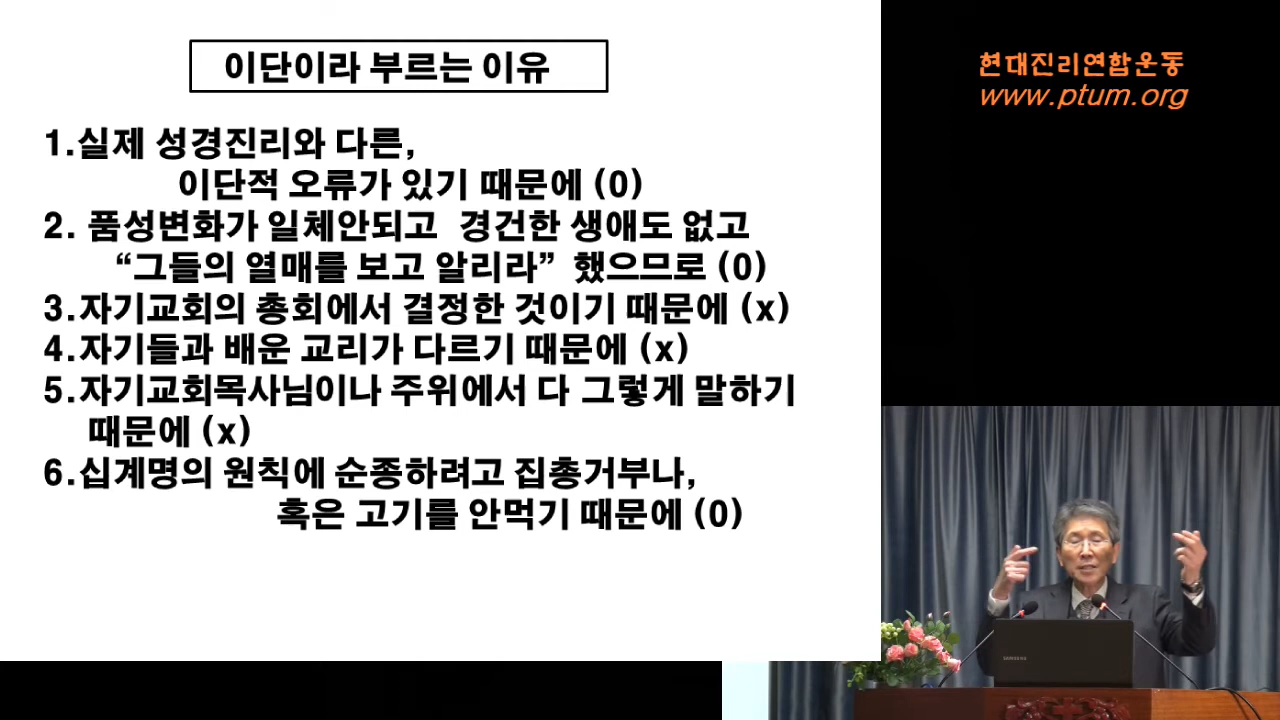 이단이라 부르는 이유
1.실제 성경진리와 다른,
이단적 오류가 있기 때문에 (0)
2. 품성변화가 일체안되고 경건한 생애도 없고
“그들의 열매를 보고 알리라” 했으므로 (0)
3.자기교회의 총회에서 결정한 것이기 때문에 (x)
4.자기들과 배운 교리가 다르기 때문에 (x)
5.자기교회목사님이나 주위에서 다 그렇게 말하기
때문에 (x)
6.십계명의 원칙에 순종하려고 집총거부나,
혹은 고기를 안먹기 때문에 (0)
현대진리연합운동
www.ptum.org
SAMSUNG